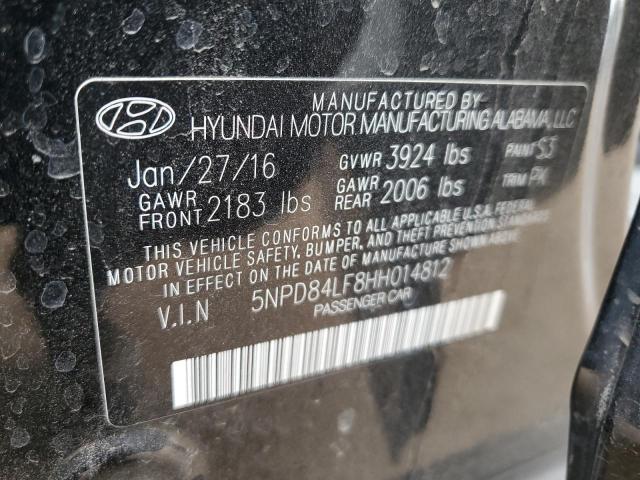 MANUFACTURED BY
HYUNDAI MOTOR MANUFACTURING ALABAMA, LLC
Jan/27/16 GVWR 3924 lbs PAINT S3
GAWR FRONT 2183 lbs GAWR REAR 2006 lbs TRIM PK
THIS VEHICLE CONFORMS TO ALL APPLICABLE U.S.A. FEDERAL
MOTOR VEHICLE SAFETY, BUMPER, AND THEFT PREVENTION STANDARDS
IN EFFECT ON THE DATE OF MANUFACTURE SHOWN ABOVE.
V.I.N 5NPD84LF8HH014812
PASSENGER CAR